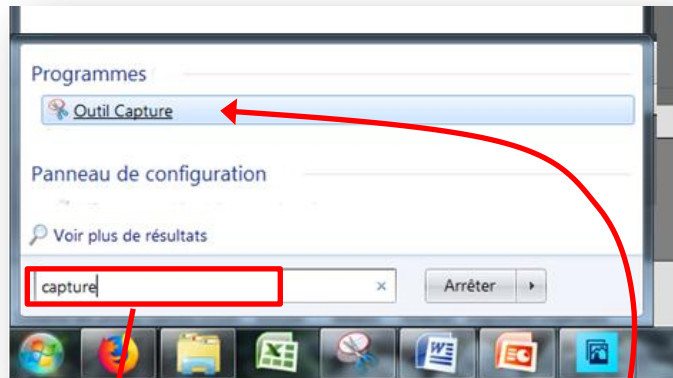 Programmes
Outil Capture
Panneau de configuration
Voir plus de résultats
capture
Arrêter